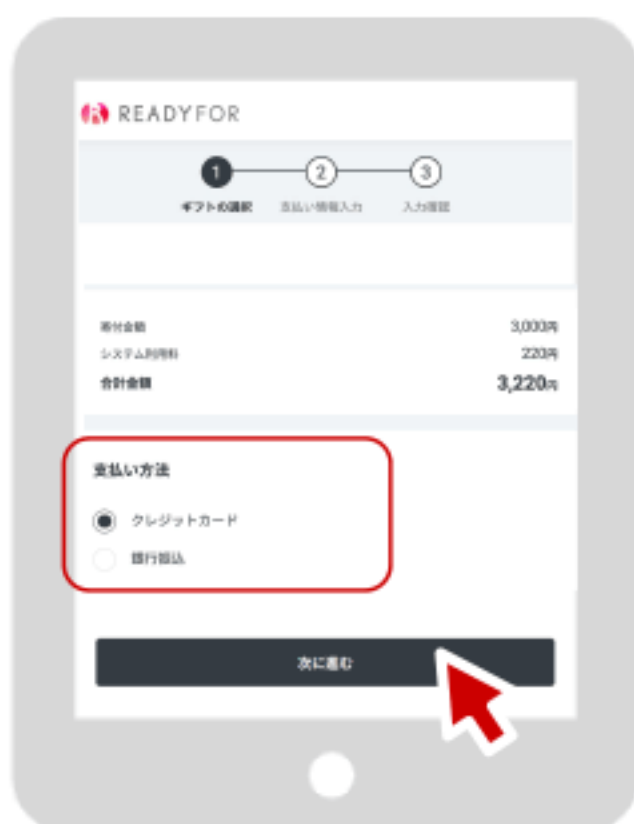 READYFOR
1 2 3
ギフトの選択 支払い情報入力 入力確認
寄付金額 3,000円
システム利用料 220円
合計金額 3,220円
支払い方法
クレジットカード
銀行振込
次に進む